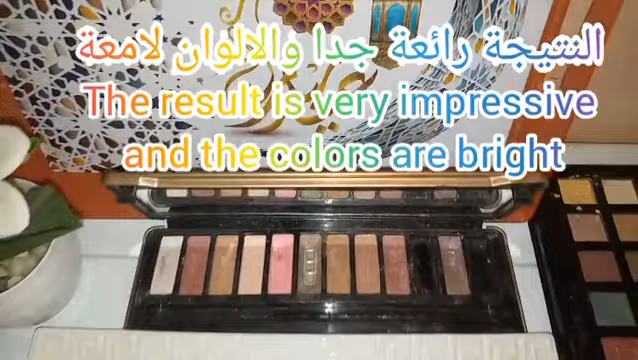 النتيجة رائعة جدا والالوان لامعة
The result is very impressive
and the colors are bright